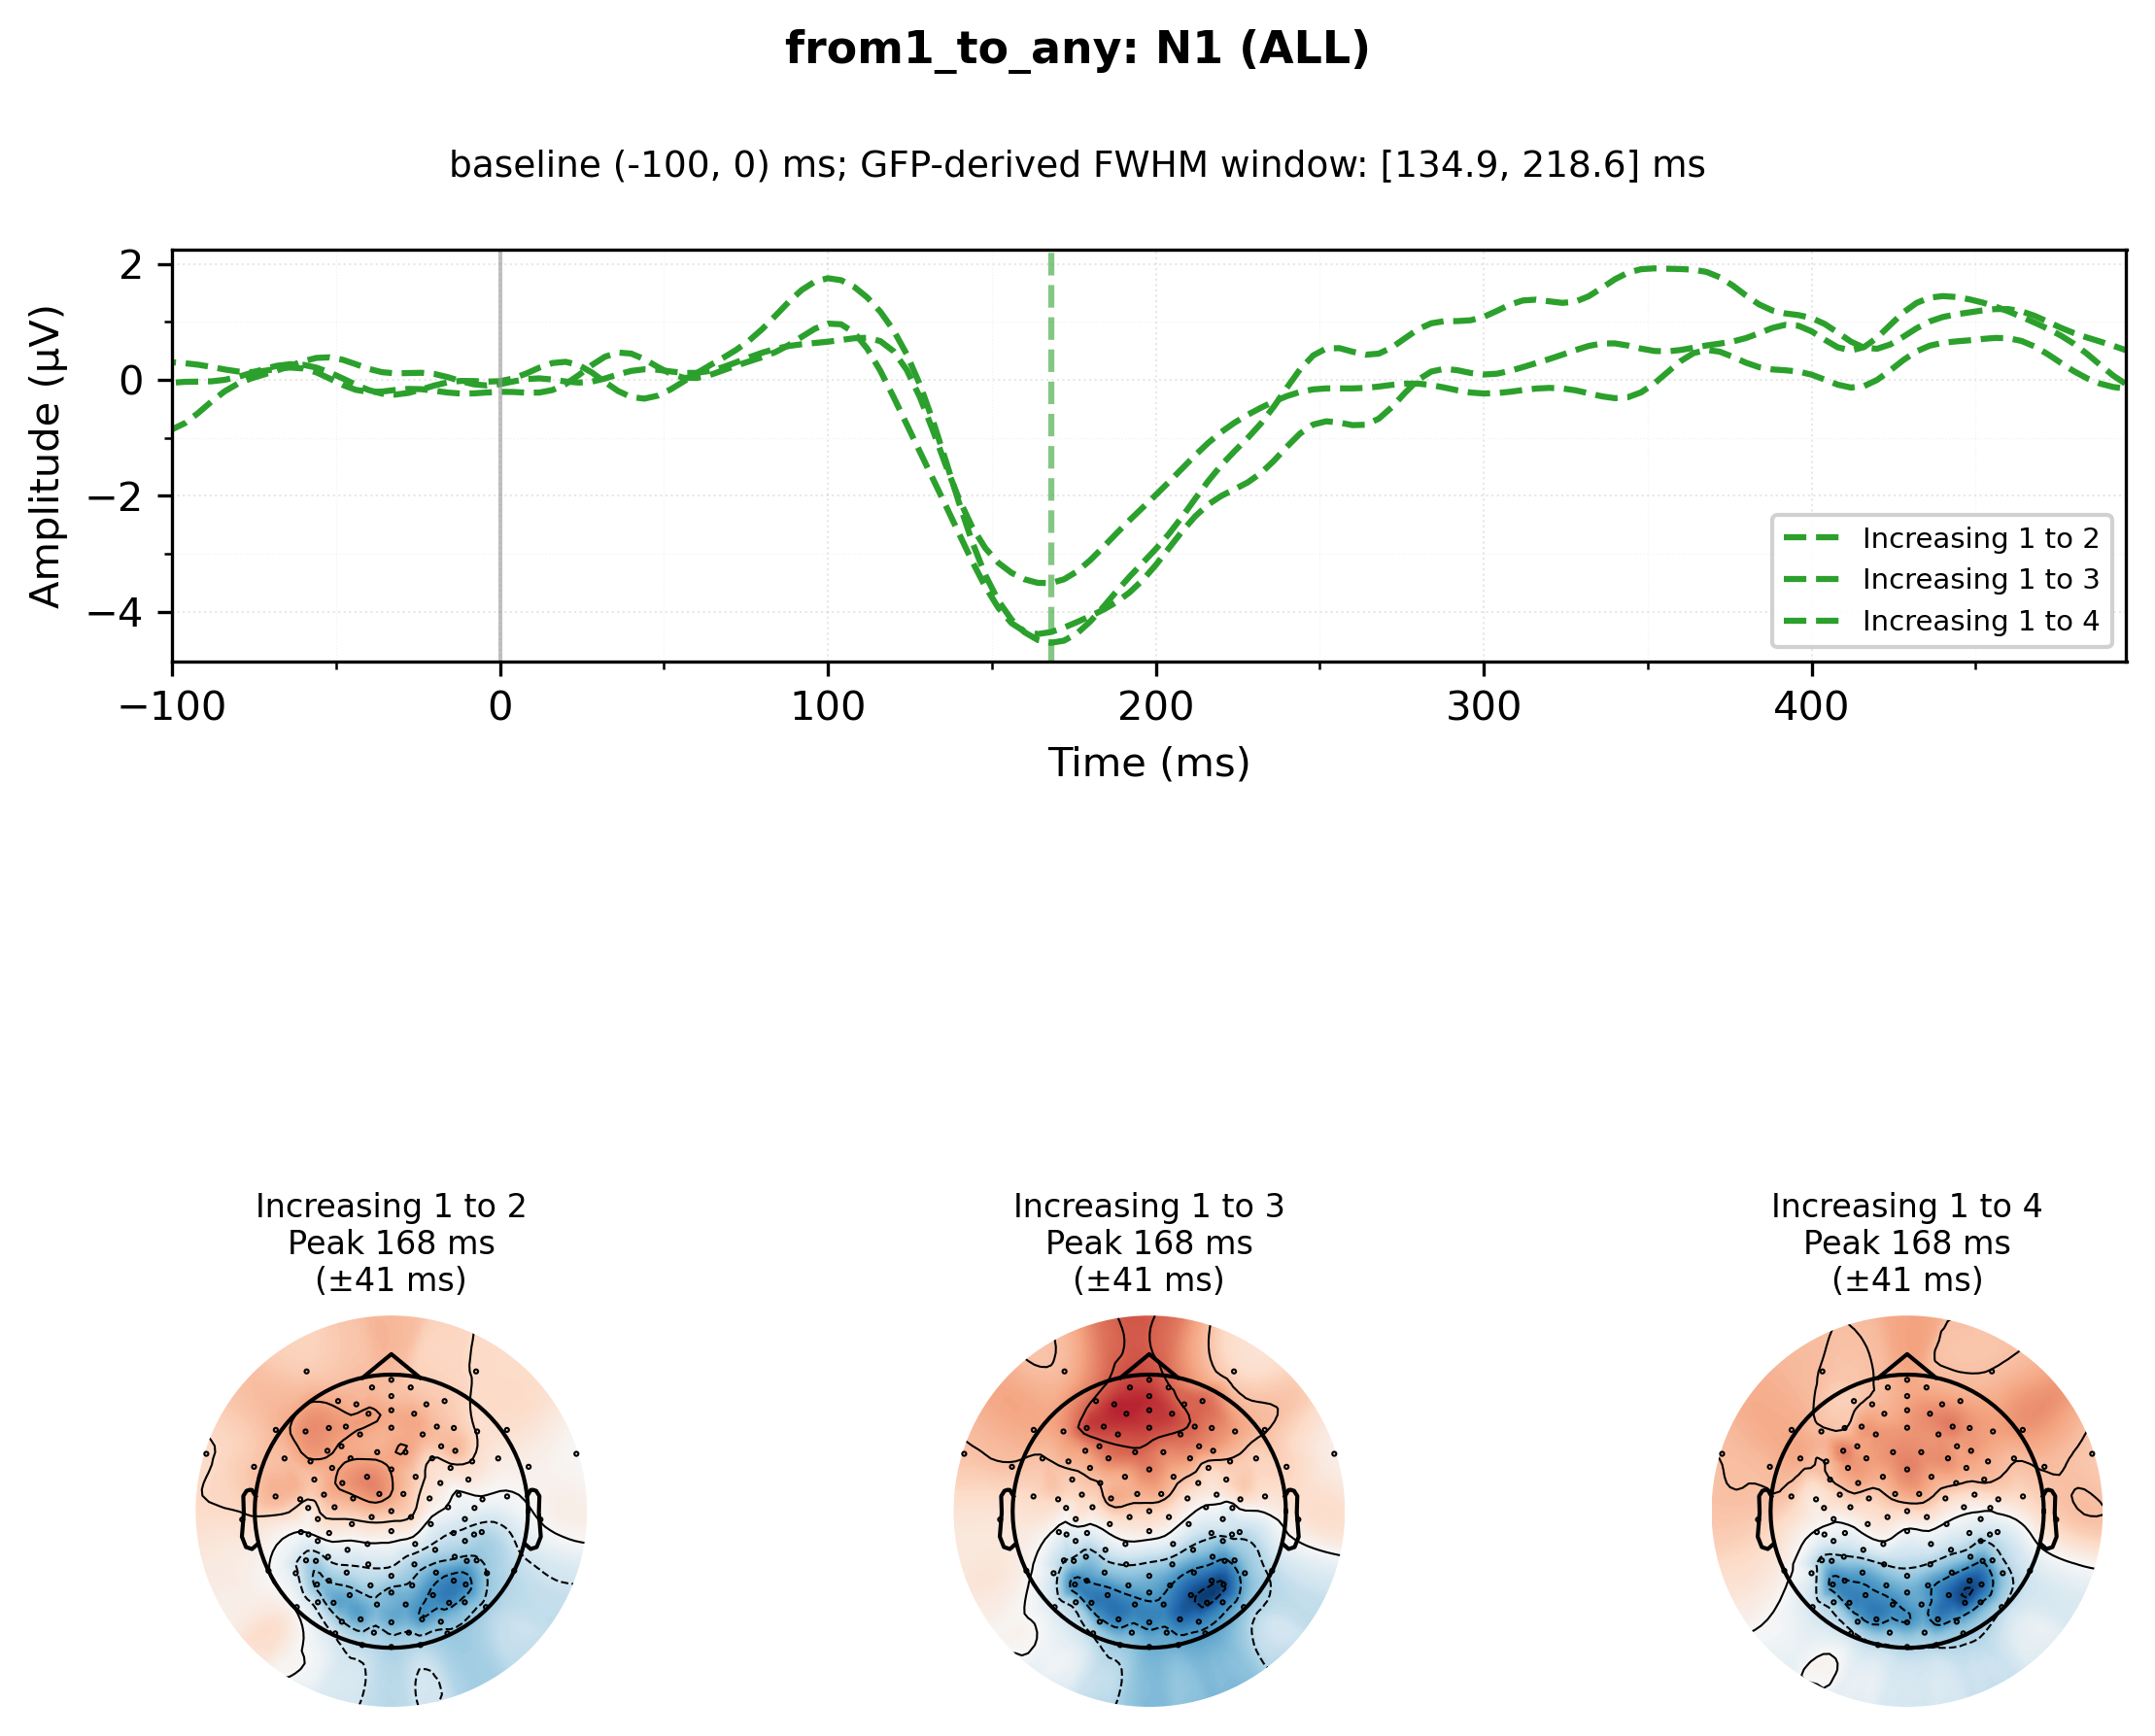 from1_to_any: N1 (ALL)
baseline (-100, 0) ms; GFP-derived FWHM window: [134.9, 218.6] ms
Amplitude (µV)
2
0
−2
−4
Increasing 1 to 2
Increasing 1 to 3
Increasing 1 to 4
−100
0
100
200
300
400
Time (ms)
Increasing 1 to 2
Peak 168 ms
(±41 ms)
Increasing 1 to 3
Peak 168 ms
(±41 ms)
Increasing 1 to 4
Peak 168 ms
(±41 ms)